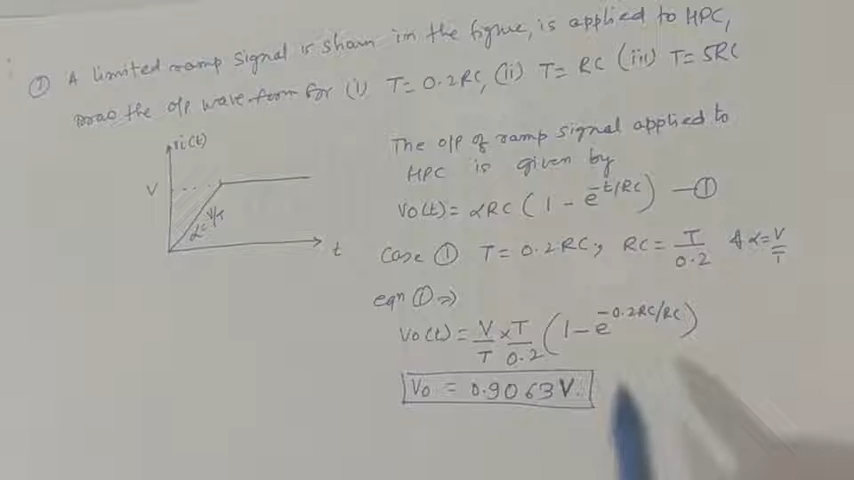 ① A limited ramp signal is shown in the figure, is applied to HPC,
Draw the o/p waveform for (i) T = 0.2RC, (ii) T = RC (iii) T = 5RC
vi(t)
V
α = V/T
t
The o/p of ramp signal applied to
HPC is given by
Vo(t) = αRC (1 - e^-t/RC) —①
Case ① T = 0.2RC; RC = T/0.2 & α = V/T
eqn ① ⇒
Vo(t) = V/T × T/0.2 (1 - e^-0.2RC/RC)
Vo = 0.9063V.